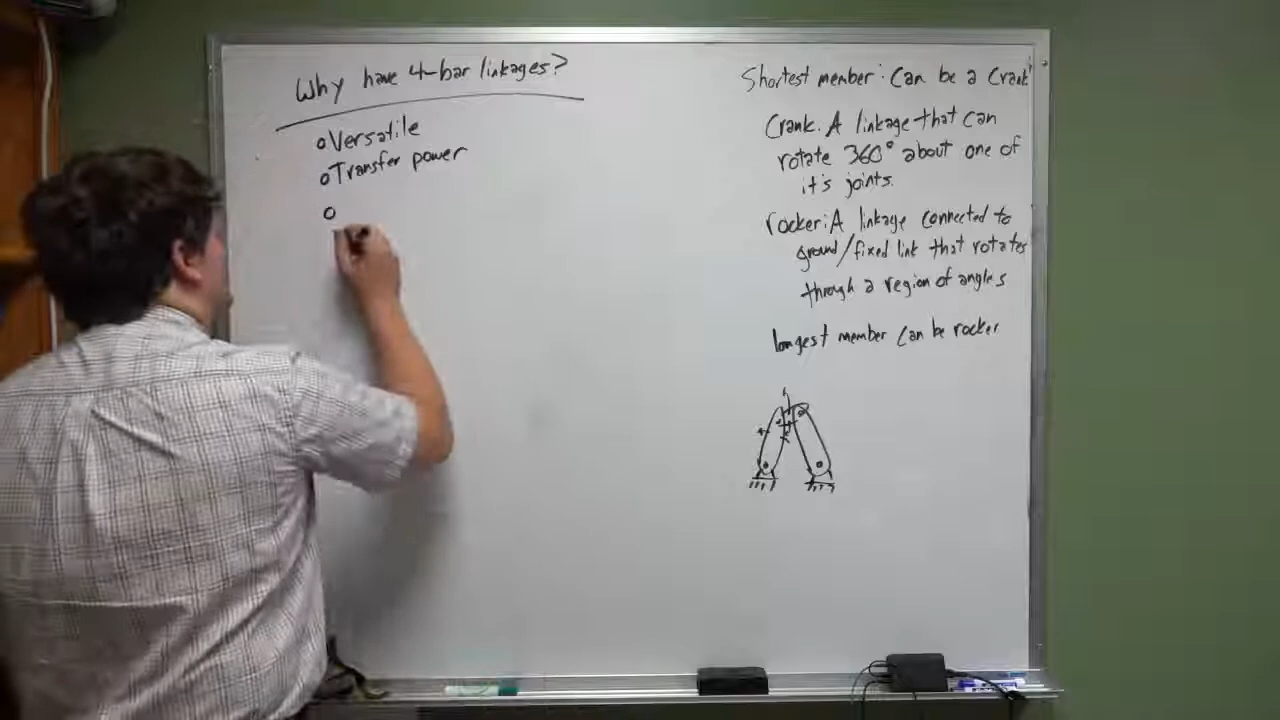 Why have 4-bar linkages?
o Versatile
o Transfer power
o
Shortest member: Can be a Crank
Crank: A linkage that can
rotate 360° about one of
it's joints.
rocker: A linkage connected to
ground/fixed link that rotates
through a region of angles
longest member can be rocker